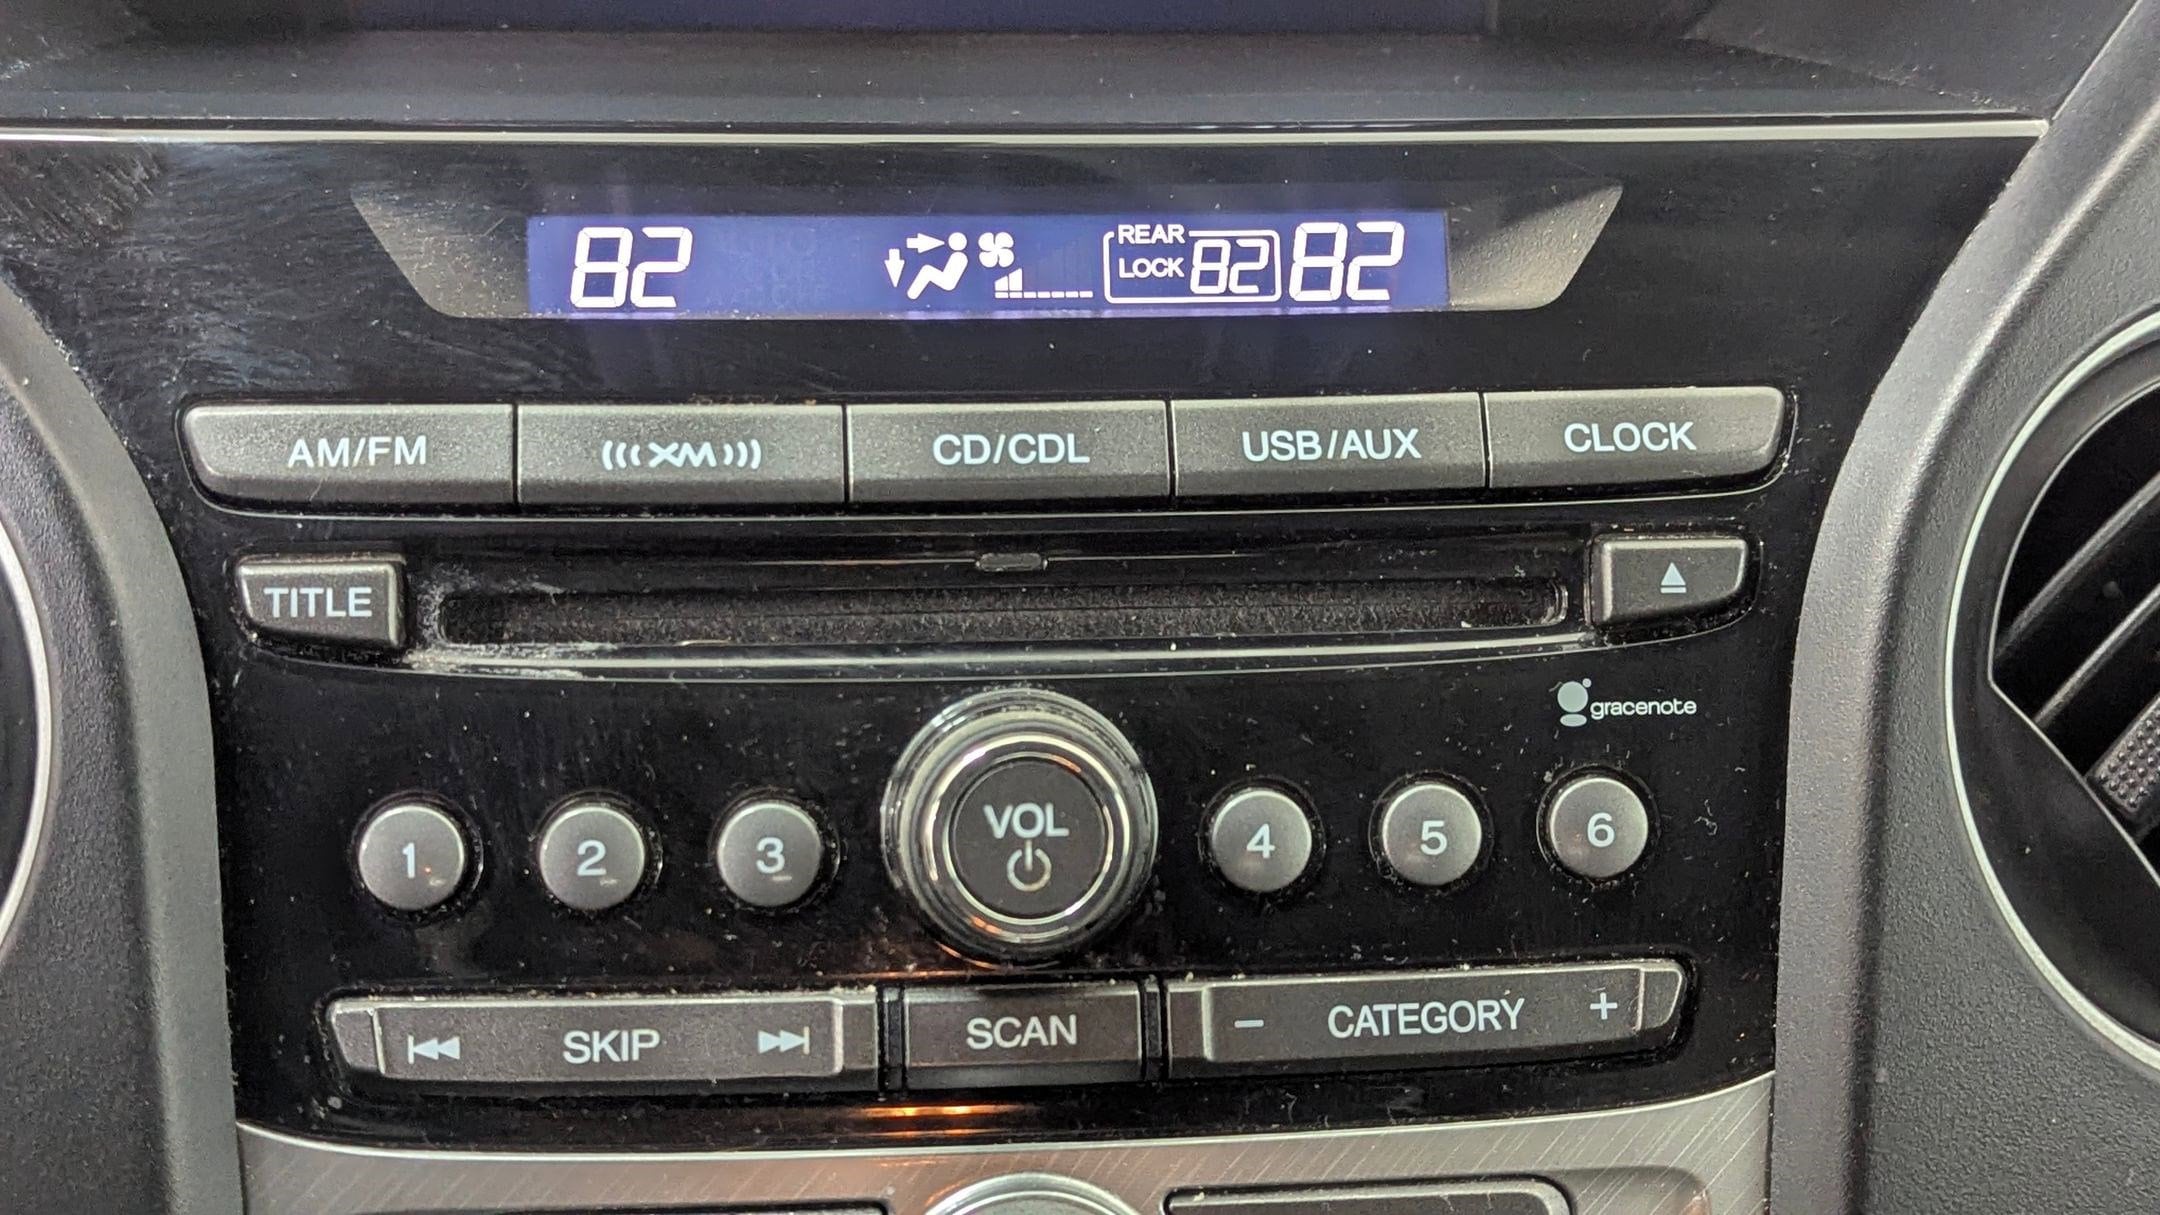 82 REAR LOCK 82 82
AM/FM XM CD/CDL USB/AUX CLOCK
TITLE
gracenote
1 2 3 VOL 4 5 6
SKIP SCAN - CATEGORY +